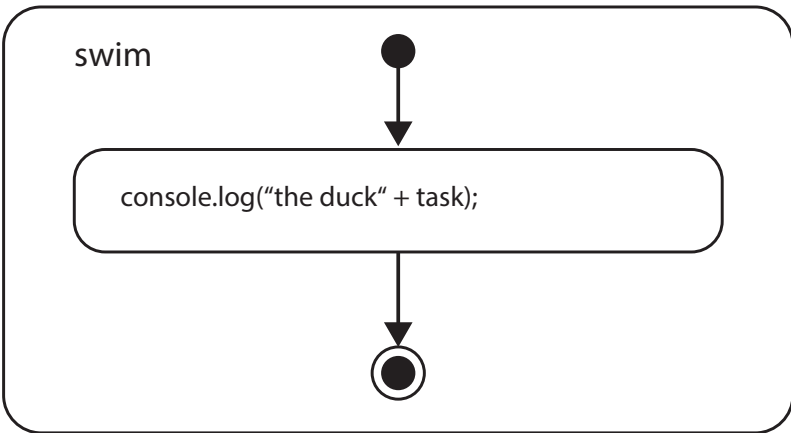 swim
console.log(“the duck“ + task);